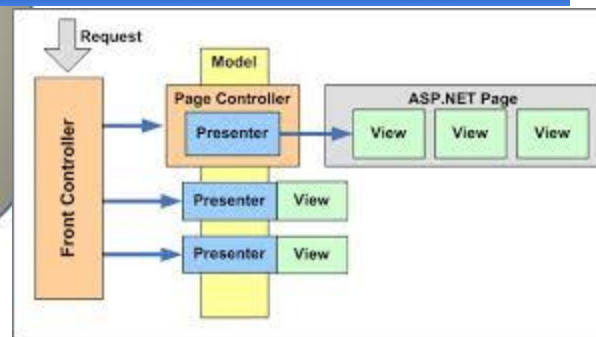 Request
Model
Front Controller
Page Controller
Presenter
ASP.NET Page
View
View
View
Presenter
View
Presenter
View